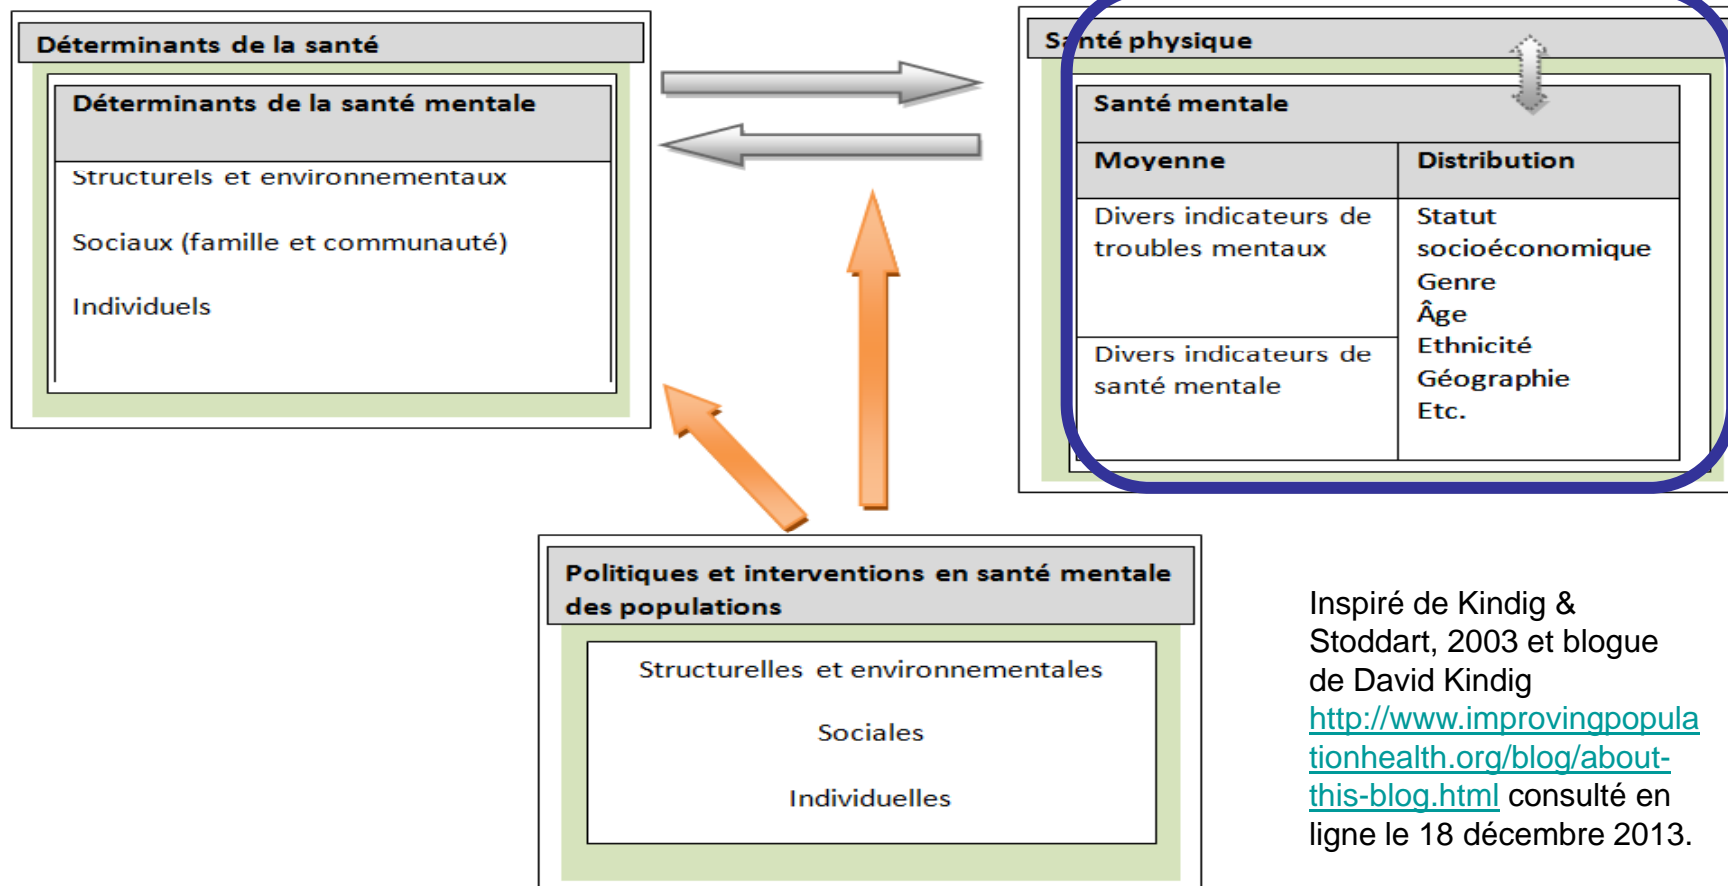 Déterminants de la santé
Déterminants de la santé mentale
Structurels et environnementaux
Sociaux (famille et communauté)
Individuels
Santé physique
Santé mentale
Moyenne
Distribution
Divers indicateurs de
troubles mentaux
Divers indicateurs de
santé mentale
Statut
socioéconomique
Genre
Âge
Ethnicité
Géographie
Etc.
Politiques et interventions en santé mentale
des populations
Structurelles et environnementales
Sociales
Individuelles
Inspiré de Kindig &
Stoddart, 2003 et blogue
de David Kindig
http://www.improvingpopula
tionhealth.org/blog/about-
this-blog.html consulté en
ligne le 18 décembre 2013.